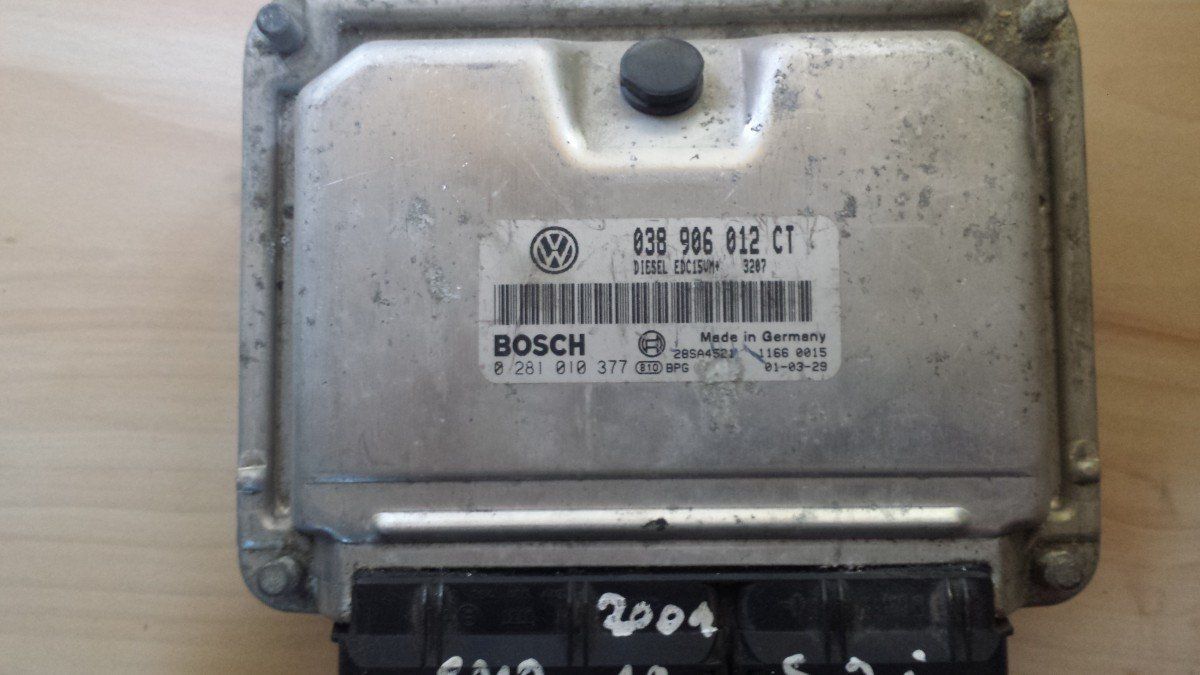 038 906 012 CT
DIESEL EDC15VM+ 3207
BOSCH
Made in Germany
28SA4521 1166 0015
0 281 010 377 B10 BPG 01-03-29
2001